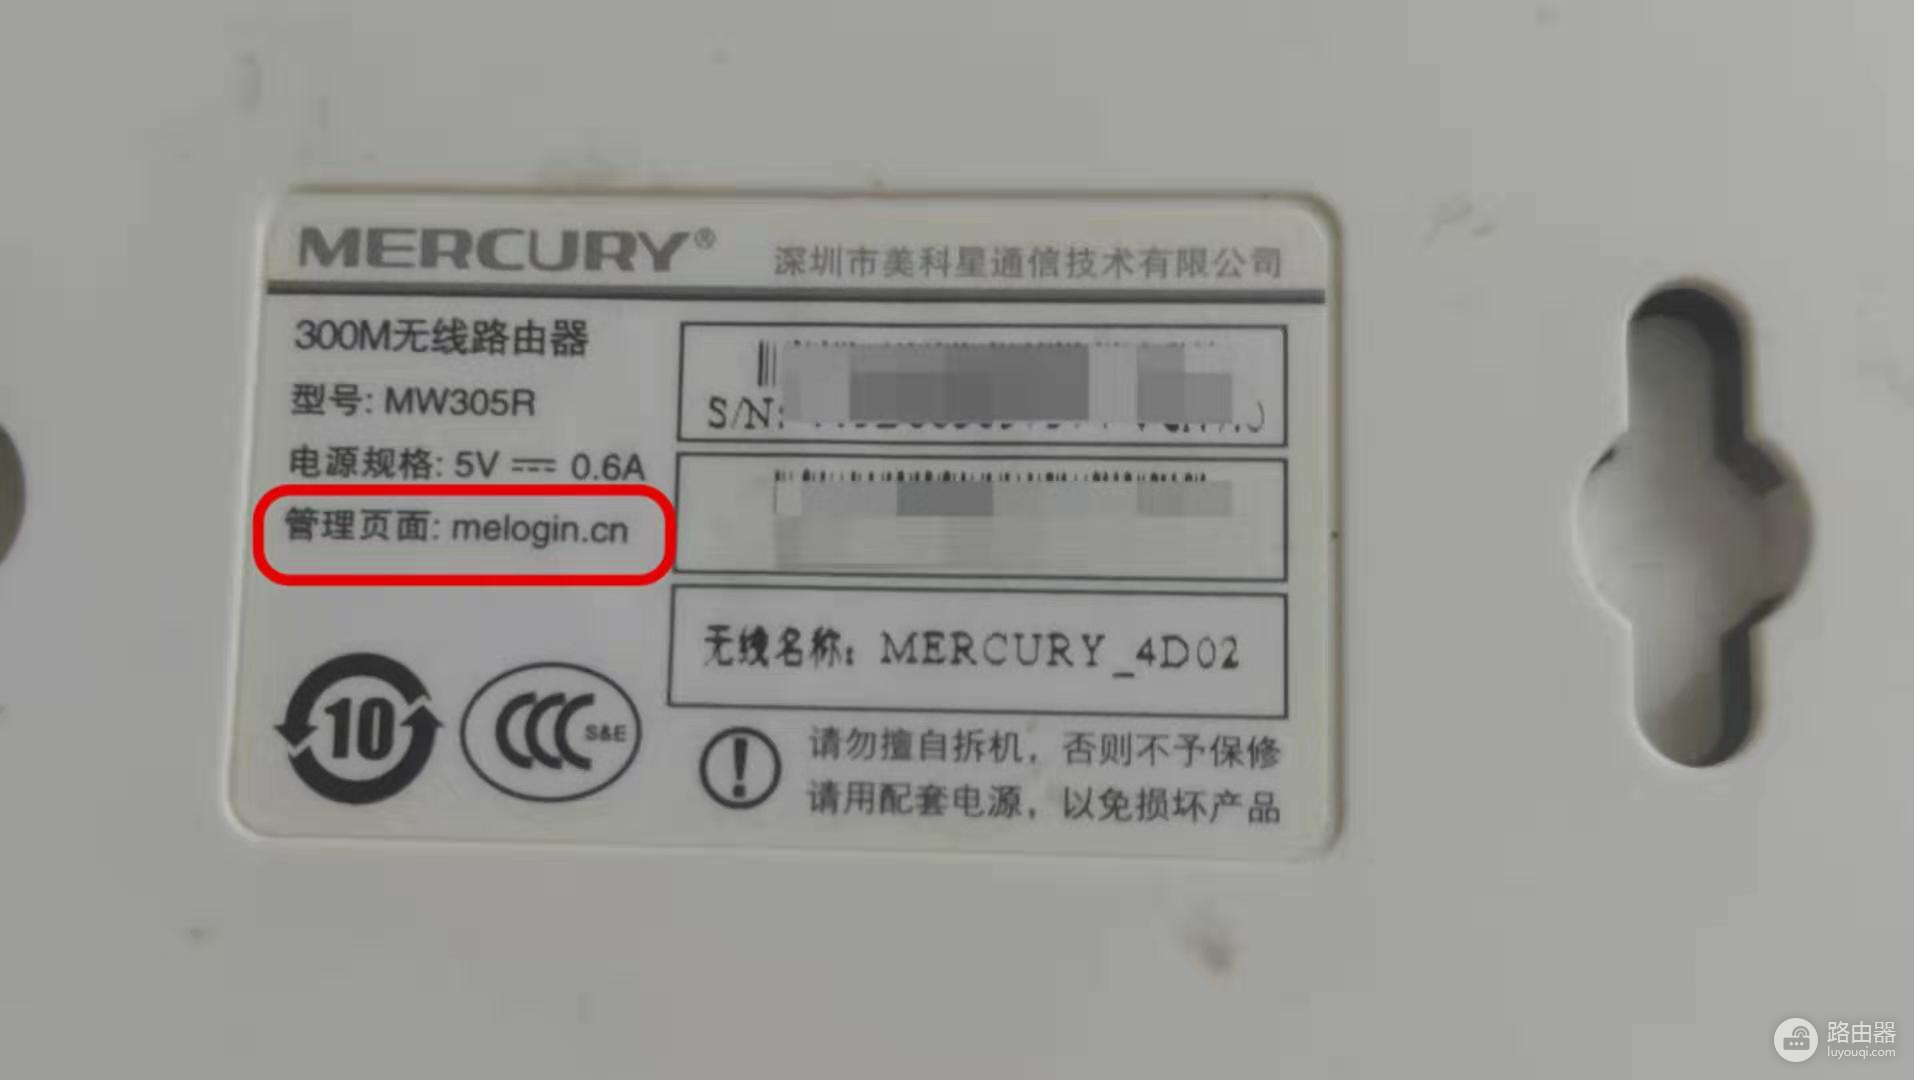 MERCURY®
深圳市美科星通信技术有限公司
300M无线路由器
型号: MW305R
电源规格: 5V ⎓ 0.6A
管理页面: melogin.cn
S/N:
无线名称: MERCURY_4D02
10
CCC S&E
!
请勿擅自拆机，否则不予保修
请用配套电源，以免损坏产品
路由器
luyouqi.com